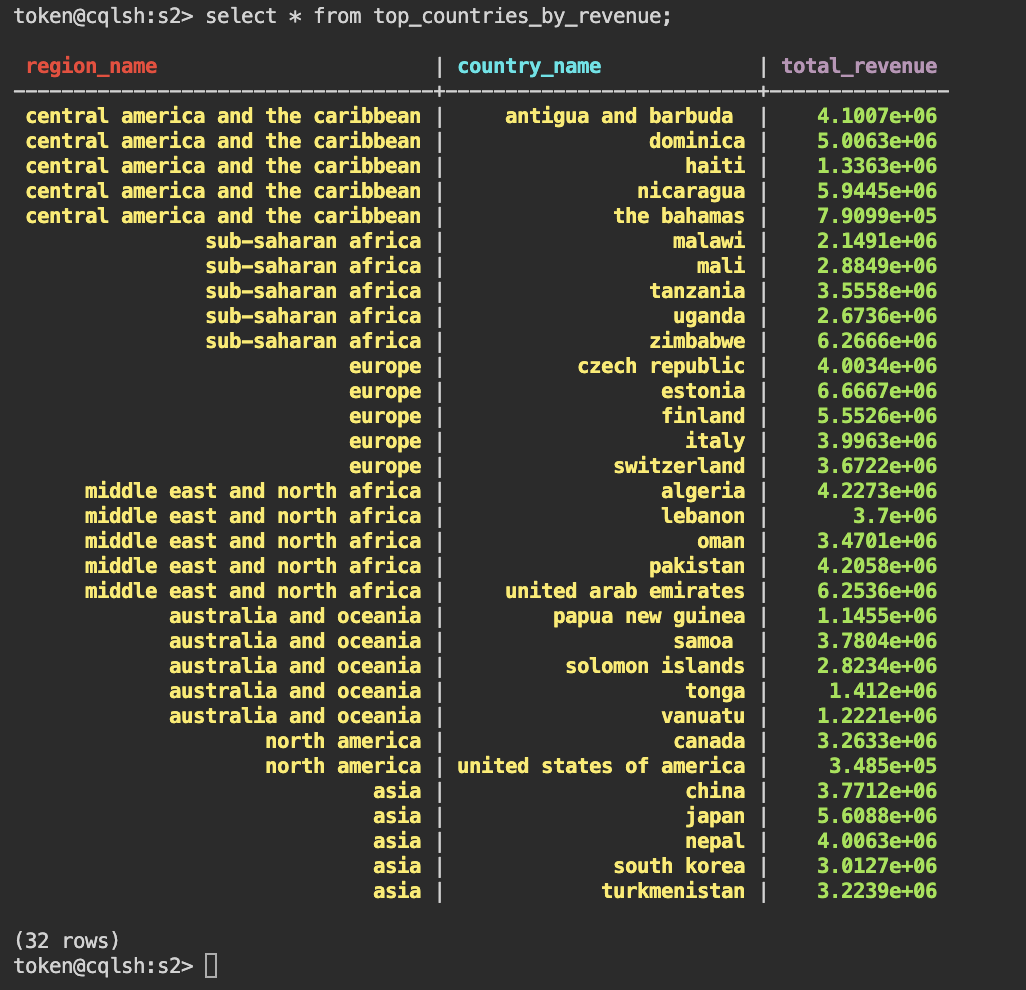 token@cqlsh:s2> select * from top_countries_by_revenue;
region_name | country_name | total_revenue
-----------------------------------+--------------------------+---------------
central america and the caribbean | antigua and barbuda | 4.1007e+06
central america and the caribbean | dominica | 5.0063e+06
central america and the caribbean | haiti | 1.3363e+06
central america and the caribbean | nicaragua | 5.9445e+06
central america and the caribbean | the bahamas | 7.9099e+05
sub-saharan africa | malawi | 2.1491e+06
sub-saharan africa | mali | 2.8849e+06
sub-saharan africa | tanzania | 3.5558e+06
sub-saharan africa | uganda | 2.6736e+06
sub-saharan africa | zimbabwe | 6.2666e+06
europe | czech republic | 4.0034e+06
europe | estonia | 6.6667e+06
europe | finland | 5.5526e+06
europe | italy | 3.9963e+06
europe | switzerland | 3.6722e+06
middle east and north africa | algeria | 4.2273e+06
middle east and north africa | lebanon | 3.7e+06
middle east and north africa | oman | 3.4701e+06
middle east and north africa | pakistan | 4.2058e+06
middle east and north africa | united arab emirates | 6.2536e+06
australia and oceania | papua new guinea | 1.1455e+06
australia and oceania | samoa | 3.7804e+06
australia and oceania | solomon islands | 2.8234e+06
australia and oceania | tonga | 1.412e+06
australia and oceania | vanuatu | 1.2221e+06
north america | canada | 3.2633e+06
north america | united states of america | 3.485e+05
asia | china | 3.7712e+06
asia | japan | 5.6088e+06
asia | nepal | 4.0063e+06
asia | south korea | 3.0127e+06
asia | turkmenistan | 3.2239e+06
(32 rows)
token@cqlsh:s2>